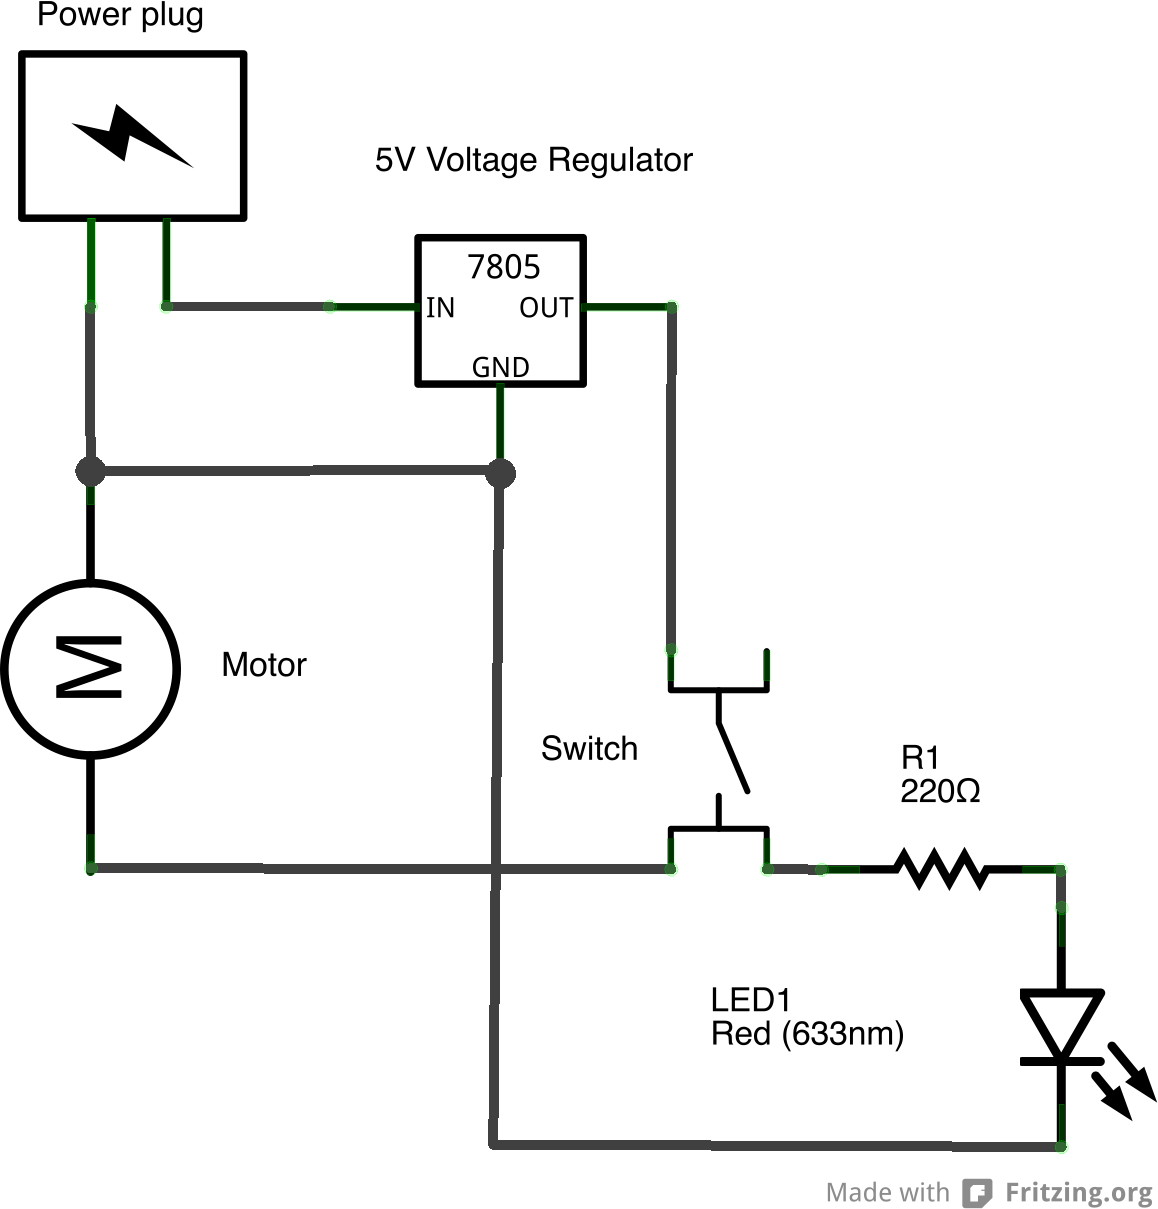 Power plug
5V Voltage Regulator
7805
IN OUT
GND
M
Motor
Switch
R1
220Ω
LED1
Red (633nm)
Made with Fritzing.org